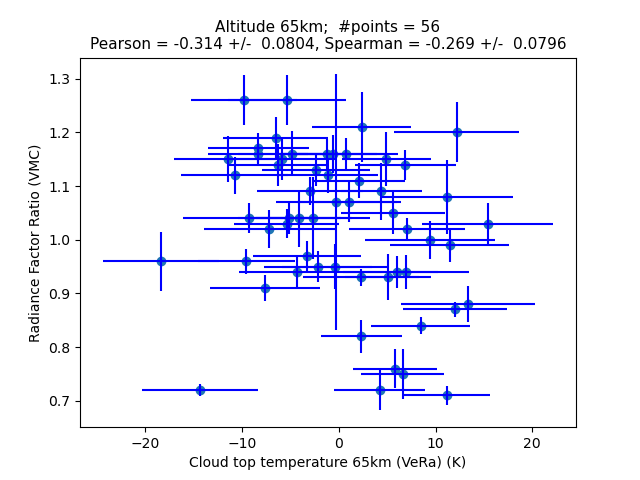 Altitude 65km;  #points = 56
Pearson = -0.314 +/-  0.0804, Spearman = -0.269 +/-  0.0796
Radiance Factor Ratio (VMC)
1.3
1.2
1.1
1.0
0.9
0.8
0.7
−20 −10 0 10 20
Cloud top temperature 65km (VeRa) (K)